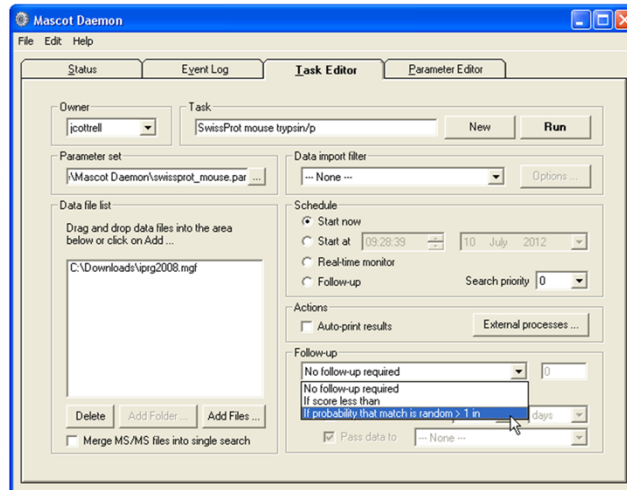 Mascot Daemon
File Edit Help
Status Event Log Task Editor Parameter Editor
Owner
jcottrell
Task
SwissProt mouse trypsin/p
New
Run
Parameter set
\Mascot Daemon\swissprot_mouse.par ...
Data import filter
--- None ---
Options ...
Data file list
Drag and drop data files into the area
below or click on Add ...
C:\Downloads\iprg2008.mgf
Delete Add Folder ... Add Files ...
Merge MS/MS files into single search
Schedule
Start now
Start at 09:28:39 10 July 2012
Real-time monitor
Follow-up Search priority 0
Actions
Auto-print results External processes ...
Follow-up
No follow-up required 0
No follow-up required
If score less than
If probability that match is random > 1 in
days
Pass data to --- None ---